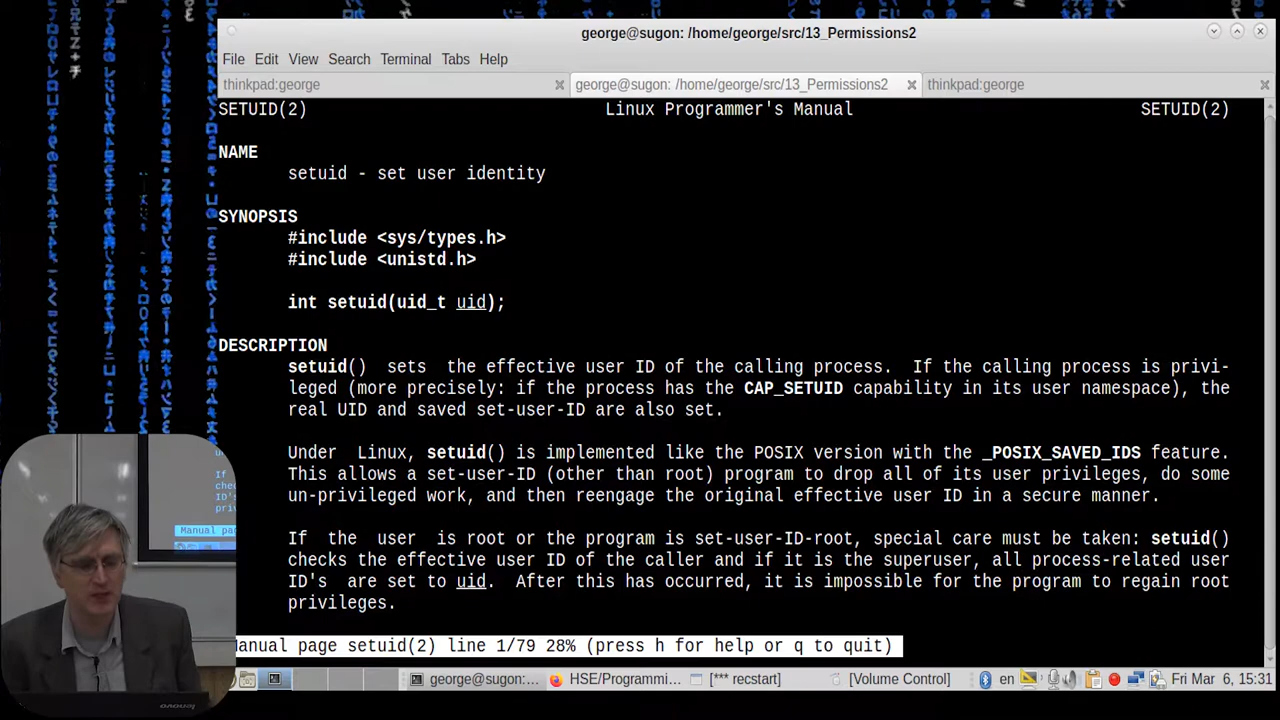 george@sugon: /home/george/src/13_Permissions2
File Edit View Search Terminal Tabs Help
thinkpad:george george@sugon: /home/george/src/13_Permissions2 thinkpad:george
SETUID(2) Linux Programmer's Manual SETUID(2)
NAME
setuid - set user identity
SYNOPSIS
#include <sys/types.h>
#include <unistd.h>
int setuid(uid_t uid);
DESCRIPTION
setuid() sets the effective user ID of the calling process. If the calling process is privi-
leged (more precisely: if the process has the CAP_SETUID capability in its user namespace), the
real UID and saved set-user-ID are also set.
Under Linux, setuid() is implemented like the POSIX version with the _POSIX_SAVED_IDS feature.
This allows a set-user-ID (other than root) program to drop all of its user privileges, do some
un-privileged work, and then reengage the original effective user ID in a secure manner.
If the user is root or the program is set-user-ID-root, special care must be taken: setuid()
checks the effective user ID of the caller and if it is the superuser, all process-related user
ID's are set to uid. After this has occurred, it is impossible for the program to regain root
privileges.
Manual page setuid(2) line 1/79 28% (press h for help or q to quit)
george@sugon:... HSE/Programmi... [*** recstart] [Volume Control] en Fri Mar 6, 15:31
If
chec
ID's
priv
Manual pag
lenovo